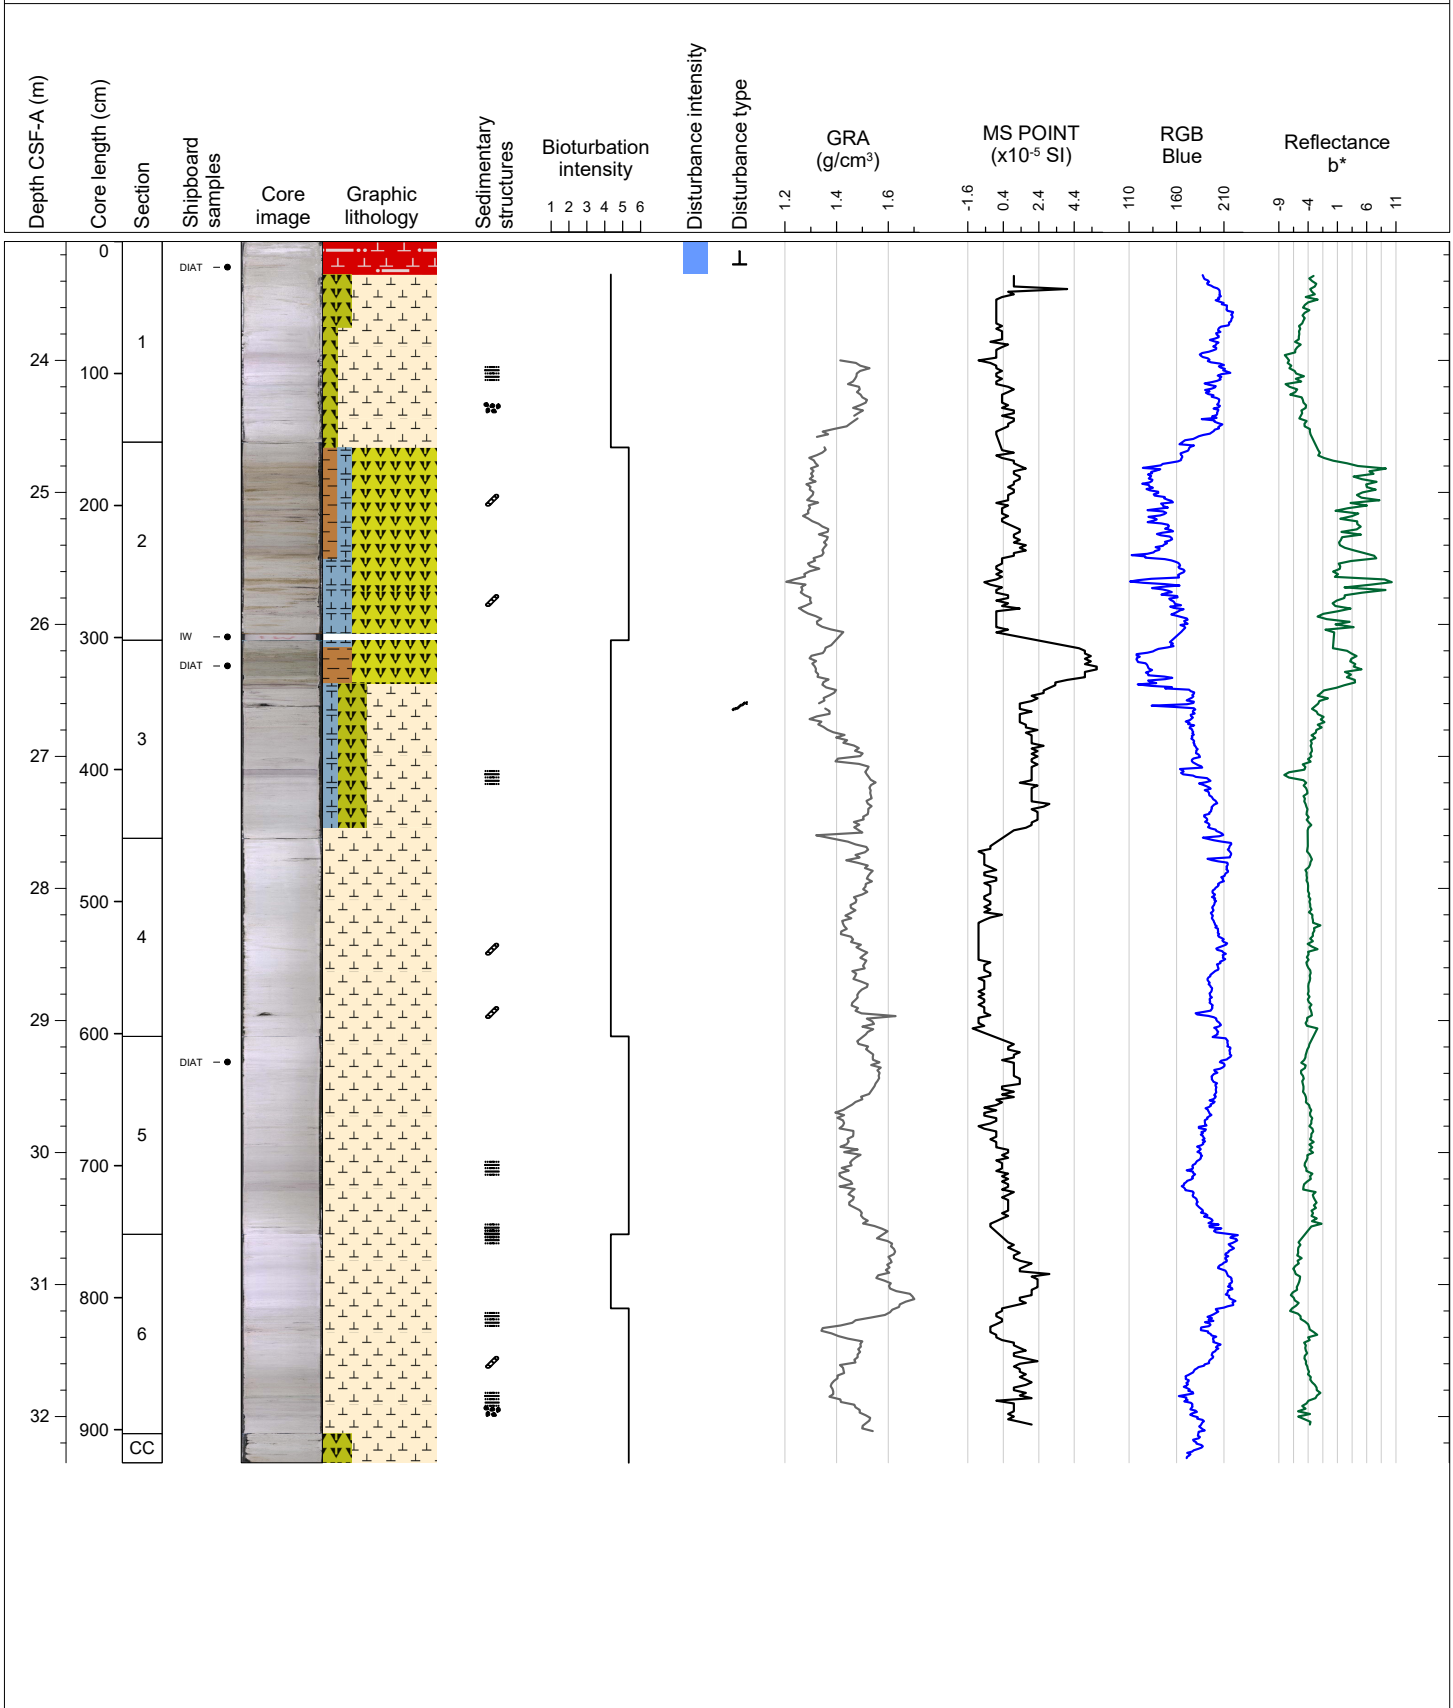 Depth CSF-A (m)
Core length (cm)
Section
Shipboard
samples
Core
image
Graphic
lithology
Sedimentary
structures
Bioturbation
intensity
1 2 3 4 5 6
Disturbance intensity
Disturbance type
GRA
(g/cm³)
1.2 1.4 1.6
MS POINT
(x10⁻⁵ SI)
-1.6 0.4 2.4 4.4
RGB
Blue
110 160 210
Reflectance
b*
-9 -4 1 6 11
24
25
26
27
28
29
30
31
32
0
100
200
300
400
500
600
700
800
900
1
2
3
4
5
6
CC
DIAT
IW
DIAT
DIAT